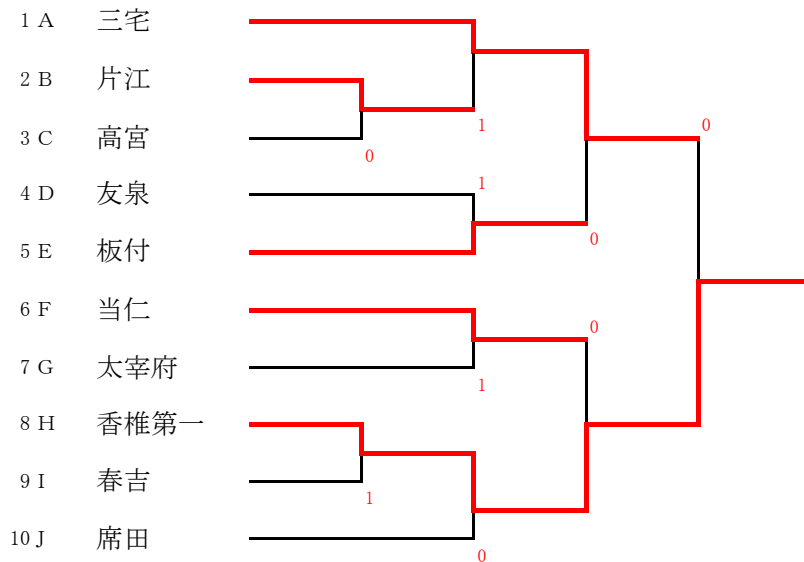 1 A 三宅
2 B 片江
3 C 高宮
4 D 友泉
5 E 板付
6 F 当仁
7 G 太宰府
8 H 香椎第一
9 I 春吉
10 J 席田
0
1
1
0
0
0
1
1
0